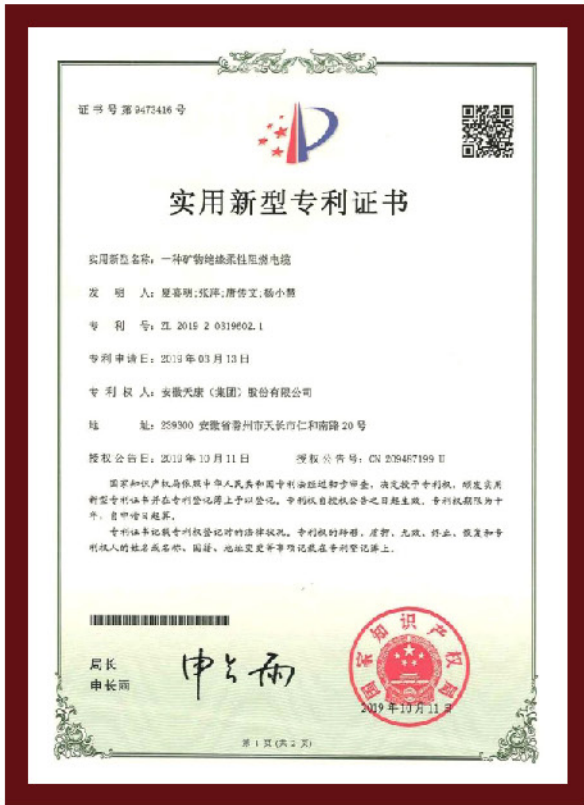 证书号第9473416号
实用新型专利证书
实用新型名称：一种矿物绝缘柔性阻燃电缆
发 明 人：夏喜明;张萍;唐传文;杨小慧
专 利 号：ZL 2019 2 0319602.1
专利申请日：2019年03月13日
专 利 权 人：安徽天康（集团）股份有限公司
地 址：239300 安徽省滁州市天长市仁和南路20号
授权公告日：2019年10月11日 授权公告号：CN 209487199 U
国家知识产权局依照中华人民共和国专利法经过初步审查，决定授予专利权，颁发实用
新型专利证书并在专利登记簿上予以登记。专利权自授权公告之日起生效。专利权期限为十
年，自申请日起算。
专利证书记载专利权登记时的法律状况。专利权的转移、质押、无效、终止、恢复和专
利权人的姓名或名称、国籍、地址变更等事项记载在专利登记簿上。
局长
申长雨
申长雨
国家知识产权局
2019年10月11日
第 1 页 (共 2 页)